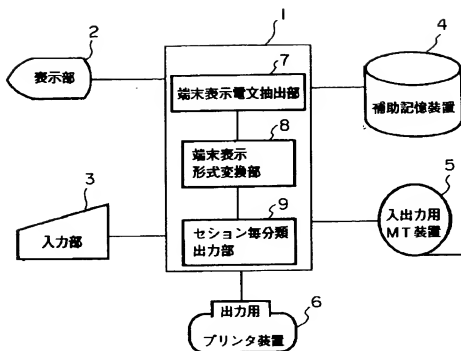 1
2
表示部
7
端末表示電文抽出部
4
補助記憶装置
8
端末表示
形式変換部
3
入力部
9
セション毎分類
出力部
5
入出力用
MT装置
出力用
6
プリンタ装置